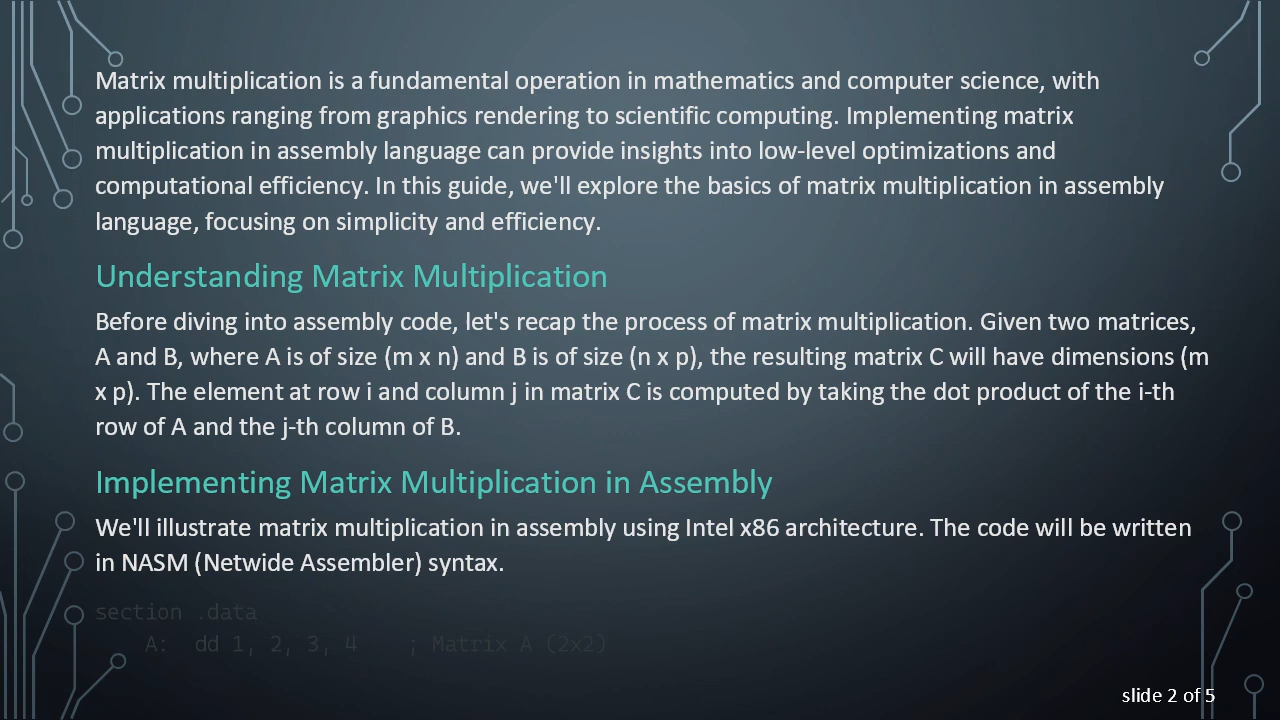 Matrix multiplication is a fundamental operation in mathematics and computer science, with
applications ranging from graphics rendering to scientific computing. Implementing matrix
multiplication in assembly language can provide insights into low-level optimizations and
computational efficiency. In this guide, we'll explore the basics of matrix multiplication in assembly
language, focusing on simplicity and efficiency.
Understanding Matrix Multiplication
Before diving into assembly code, let's recap the process of matrix multiplication. Given two matrices,
A and B, where A is of size (m x n) and B is of size (n x p), the resulting matrix C will have dimensions (m
x p). The element at row i and column j in matrix C is computed by taking the dot product of the i-th
row of A and the j-th column of B.
Implementing Matrix Multiplication in Assembly
We'll illustrate matrix multiplication in assembly using Intel x86 architecture. The code will be written
in NASM (Netwide Assembler) syntax.
section .data
    A:  dd 1, 2, 3, 4    ; Matrix A (2x2)
slide 2 of 5